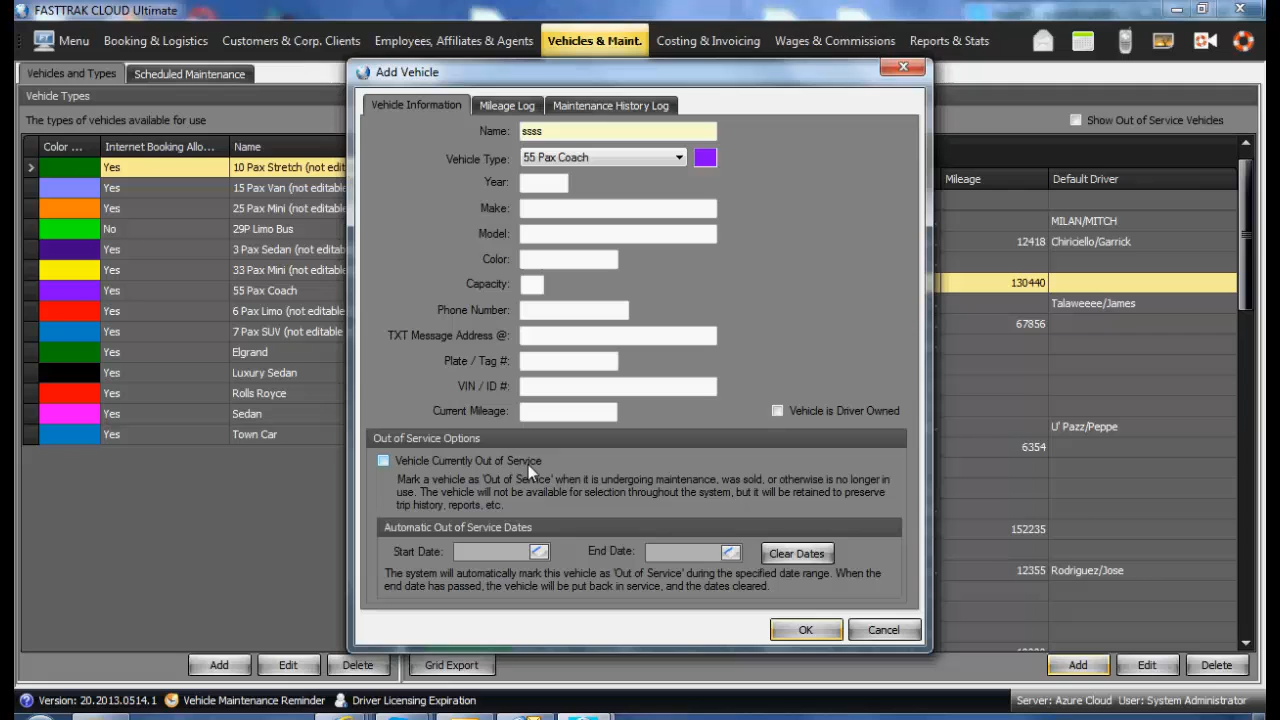 FASTTRAK CLOUD Ultimate
Menu Booking & Logistics Customers & Corp. Clients Employees, Affiliates & Agents Vehicles & Maint. Costing & Invoicing Wages & Commissions Reports & Stats
Vehicles and Types Scheduled Maintenance
Vehicle Types
The types of vehicles available for use
Color ... Internet Booking Allo... Name
Yes 10 Pax Stretch (not edit
Yes 15 Pax Van (not editable
Yes 25 Pax Mini (not editable
No 29P Limo Bus
Yes 3 Pax Sedan (not editab
Yes 33 Pax Mini (not editable
Yes 55 Pax Coach
Yes 6 Pax Limo (not editable
Yes 7 Pax SUV (not editable
Yes Elgrand
Yes Luxury Sedan
Yes Rolls Royce
Yes Sedan
Yes Town Car
Add Edit Delete
Add Vehicle
Vehicle Information Mileage Log Maintenance History Log
Name: ssss
Vehicle Type: 55 Pax Coach
Year:
Make:
Model:
Color:
Capacity:
Phone Number:
TXT Message Address @:
Plate / Tag #:
VIN / ID #:
Current Mileage:
Vehicle is Driver Owned
Out of Service Options
Vehicle Currently Out of Service
Mark a vehicle as 'Out of Service' when it is undergoing maintenance, was sold, or otherwise is no longer in
use. The vehicle will not be available for selection throughout the system, but it will be retained to preserve
trip history, reports, etc.
Automatic Out of Service Dates
Start Date: End Date: Clear Dates
The system will automatically mark this vehicle as 'Out of Service' during the specified date range. When the
end date has passed, the vehicle will be put back in service, and the dates cleared.
OK Cancel
Show Out of Service Vehicles
Mileage Default Driver
MILAN/MITCH
12418 Chiriciello/Garrick
130440
Talaweeee/James
67856
U' Pazz/Peppe
6354
152235
12355 Rodriguez/Jose
Grid Export
Add Edit Delete
Version: 20.2013.0514.1 Vehicle Maintenance Reminder Driver Licensing Expiration
Server: Azure Cloud User: System Administrator